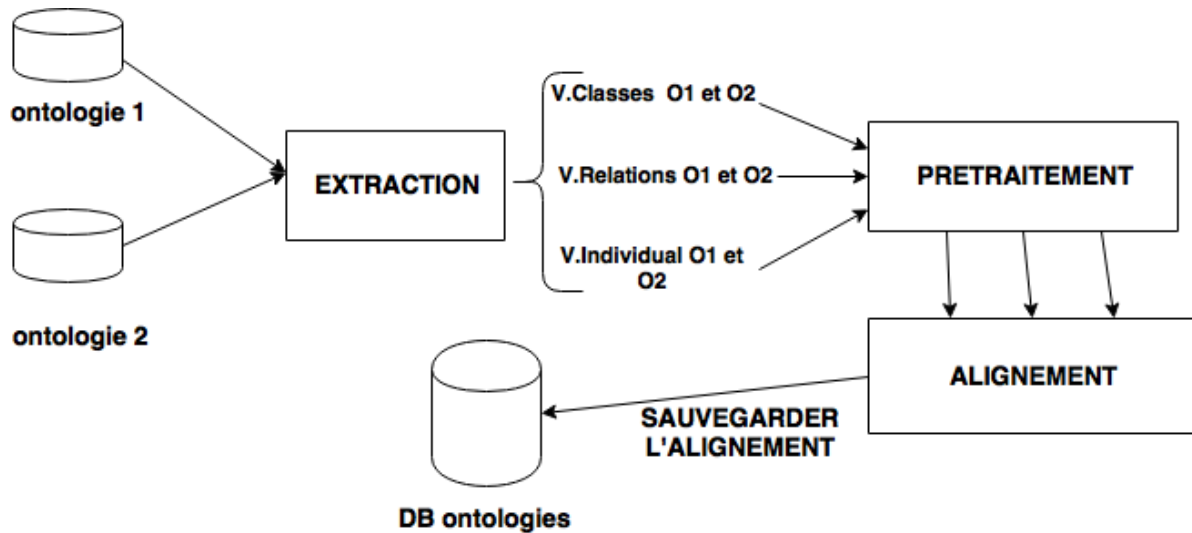 ontologie 1
ontologie 2
EXTRACTION
V.Classes O1 et O2
V.Relations O1 et O2
V.Individual O1 et
O2
PRETRAITEMENT
ALIGNEMENT
SAUVEGARDER
L'ALIGNEMENT
DB ontologies